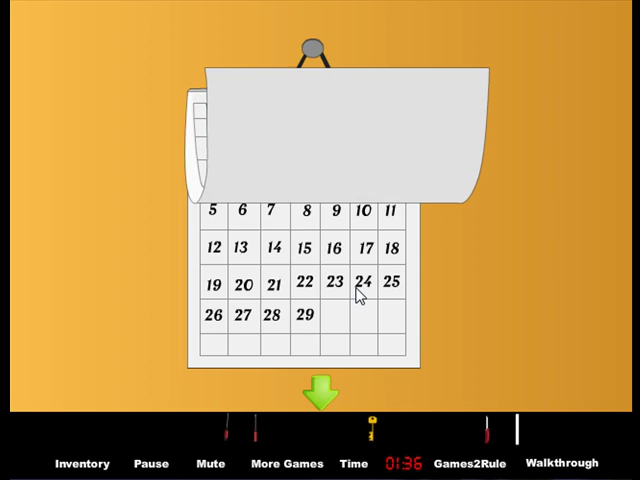 5 6 7 8 9 10 11
12 13 14 15 16 17 18
19 20 21 22 23 24 25
26 27 28 29
Inventory Pause Mute More Games Time 01:36 Games2Rule Walkthrough